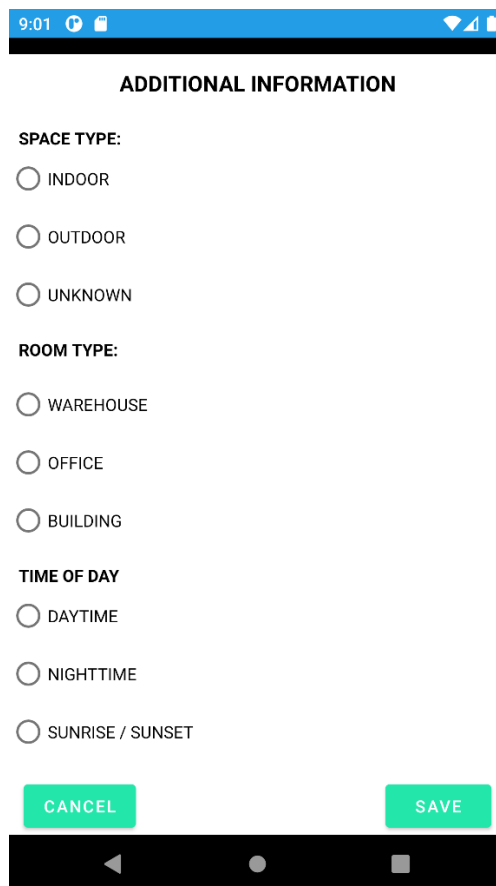 9:01
ADDITIONAL INFORMATION
SPACE TYPE:
INDOOR
OUTDOOR
UNKNOWN
ROOM TYPE:
WAREHOUSE
OFFICE
BUILDING
TIME OF DAY
DAYTIME
NIGHTTIME
SUNRISE / SUNSET
CANCEL SAVE